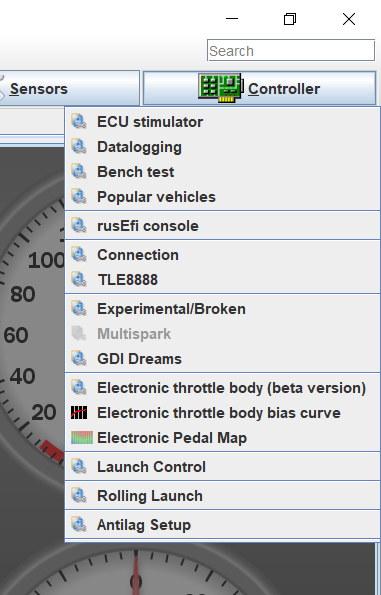 Search
Sensors
Controller
ECU stimulator
Datalogging
Bench test
Popular vehicles
rusEfi console
Connection
TLE8888
Experimental/Broken
Multispark
GDI Dreams
Electronic throttle body (beta version)
Electronic throttle body bias curve
Electronic Pedal Map
Launch Control
Rolling Launch
Antilag Setup
100
80
60
40
20
0